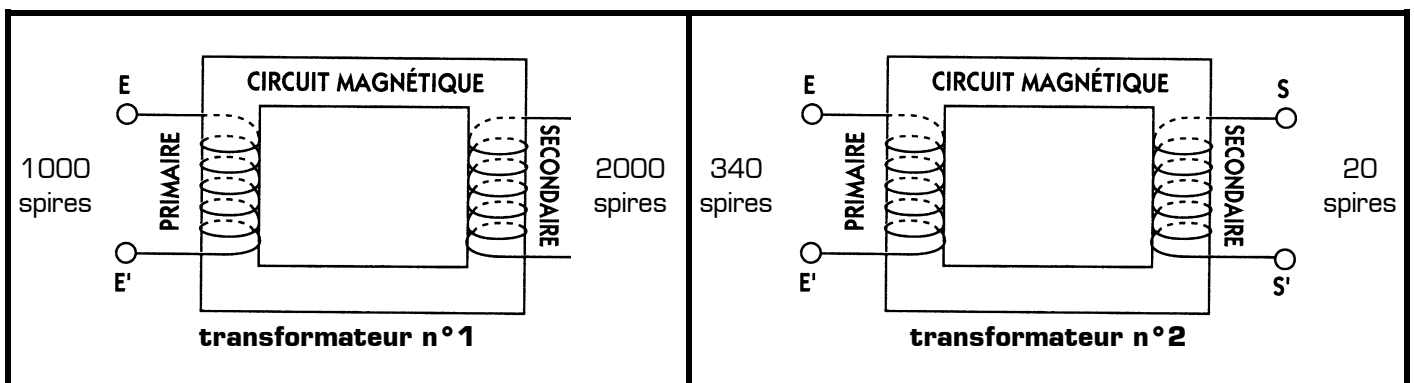 E
CIRCUIT MAGNÉTIQUE
1000
spires
PRIMAIRE
SECONDAIRE
2000
spires
E'
transformateur n°1
E
CIRCUIT MAGNÉTIQUE
S
340
spires
PRIMAIRE
SECONDAIRE
20
spires
E'
S'
transformateur n°2